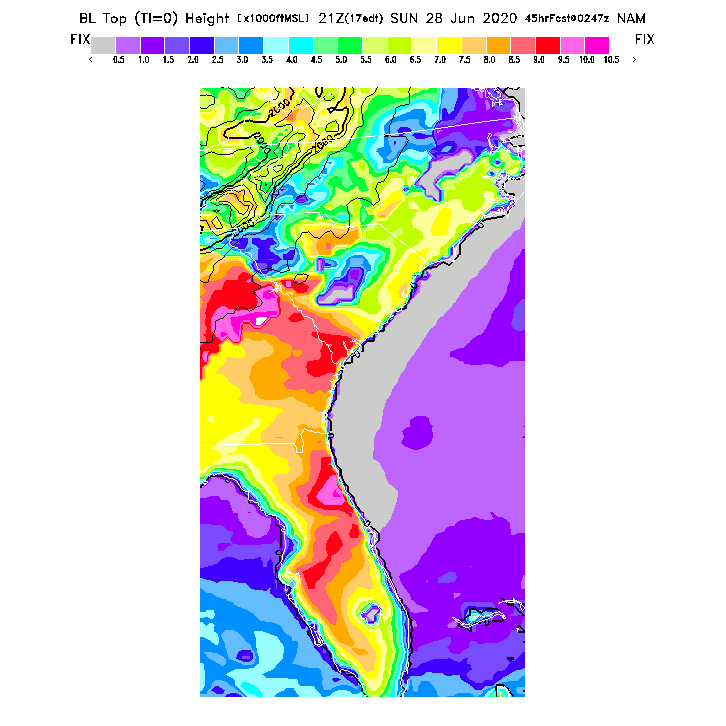 BL Top (TI=0) Height [x1000ftMSL] 21Z(17edt) SUN 28 Jun 2020 45hrFcst@0247z NAM
FIX FIX
< 0.5 1.0 1.5 2.0 2.5 3.0 3.5 4.0 4.5 5.0 5.5 6.0 6.5 7.0 7.5 8.0 8.5 9.0 9.5 10.0 10.5 >
2000
2000
2000